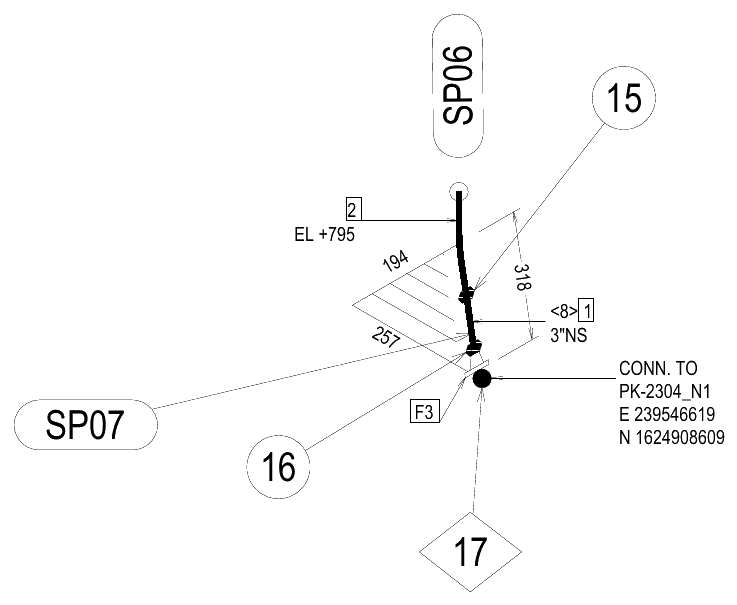 SP06
15
2
EL +795
194
318
<8> 1
3"NS
257
CONN. TO
PK-2304_N1
E 239546619
N 1624908609
F3
SP07
16
17